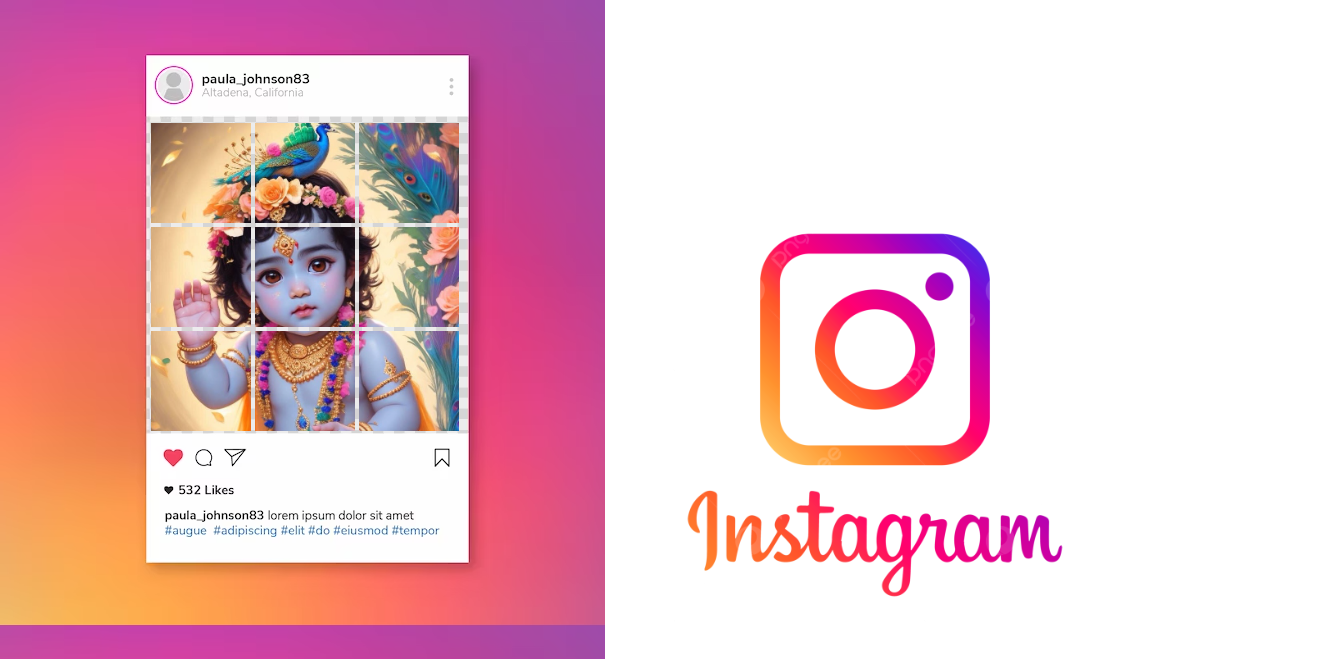 paula_johnson83
Altadena, California
532 Likes
paula_johnson83 lorem ipsum dolor sit amet
#augue #adipiscing #elit #do #eiusmod #tempor
Instagram